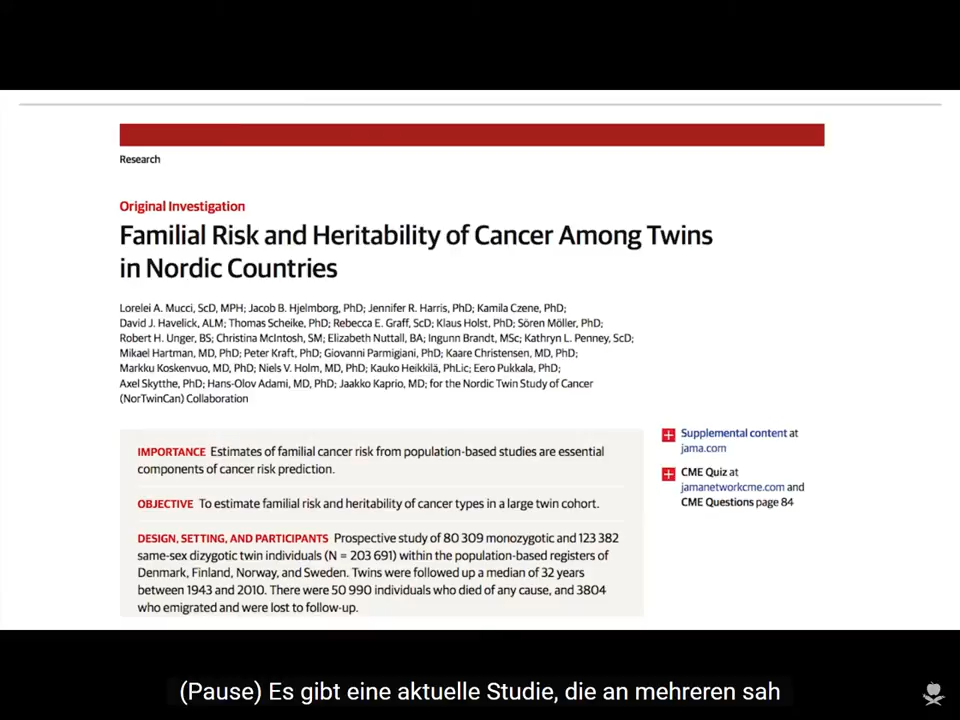 Research
Original Investigation
Familial Risk and Heritability of Cancer Among Twins
in Nordic Countries
Lorelei A. Mucci, ScD, MPH; Jacob B. Hjelmborg, PhD; Jennifer R. Harris, PhD; Kamila Czene, PhD;
David J. Havelick, ALM; Thomas Scheike, PhD; Rebecca E. Graff, ScD; Klaus Holst, PhD; Sören Möller, PhD;
Robert H. Unger, BS; Christina McIntosh, SM; Elizabeth Nuttall, BA; Ingunn Brandt, MSc; Kathryn L. Penney, ScD;
Mikael Hartman, MD, PhD; Peter Kraft, PhD; Giovanni Parmigiani, PhD; Kaare Christensen, MD, PhD;
Markku Koskenvuo, MD, PhD; Niels V. Holm, MD, PhD; Kauko Heikkilä, PhLic; Eero Pukkala, PhD;
Axel Skytthe, PhD; Hans-Olov Adami, MD, PhD; Jaakko Kaprio, MD; for the Nordic Twin Study of Cancer
(NorTwinCan) Collaboration
IMPORTANCE Estimates of familial cancer risk from population-based studies are essential
components of cancer risk prediction.
OBJECTIVE To estimate familial risk and heritability of cancer types in a large twin cohort.
DESIGN, SETTING, AND PARTICIPANTS Prospective study of 80 309 monozygotic and 123 382
same-sex dizygotic twin individuals (N = 203 691) within the population-based registers of
Denmark, Finland, Norway, and Sweden. Twins were followed up a median of 32 years
between 1943 and 2010. There were 50 990 individuals who died of any cause, and 3804
who emigrated and were lost to follow-up.
Supplemental content at
jama.com
CME Quiz at
jamanetworkcme.com and
CME Questions page 84
(Pause) Es gibt eine aktuelle Studie, die an mehreren sah